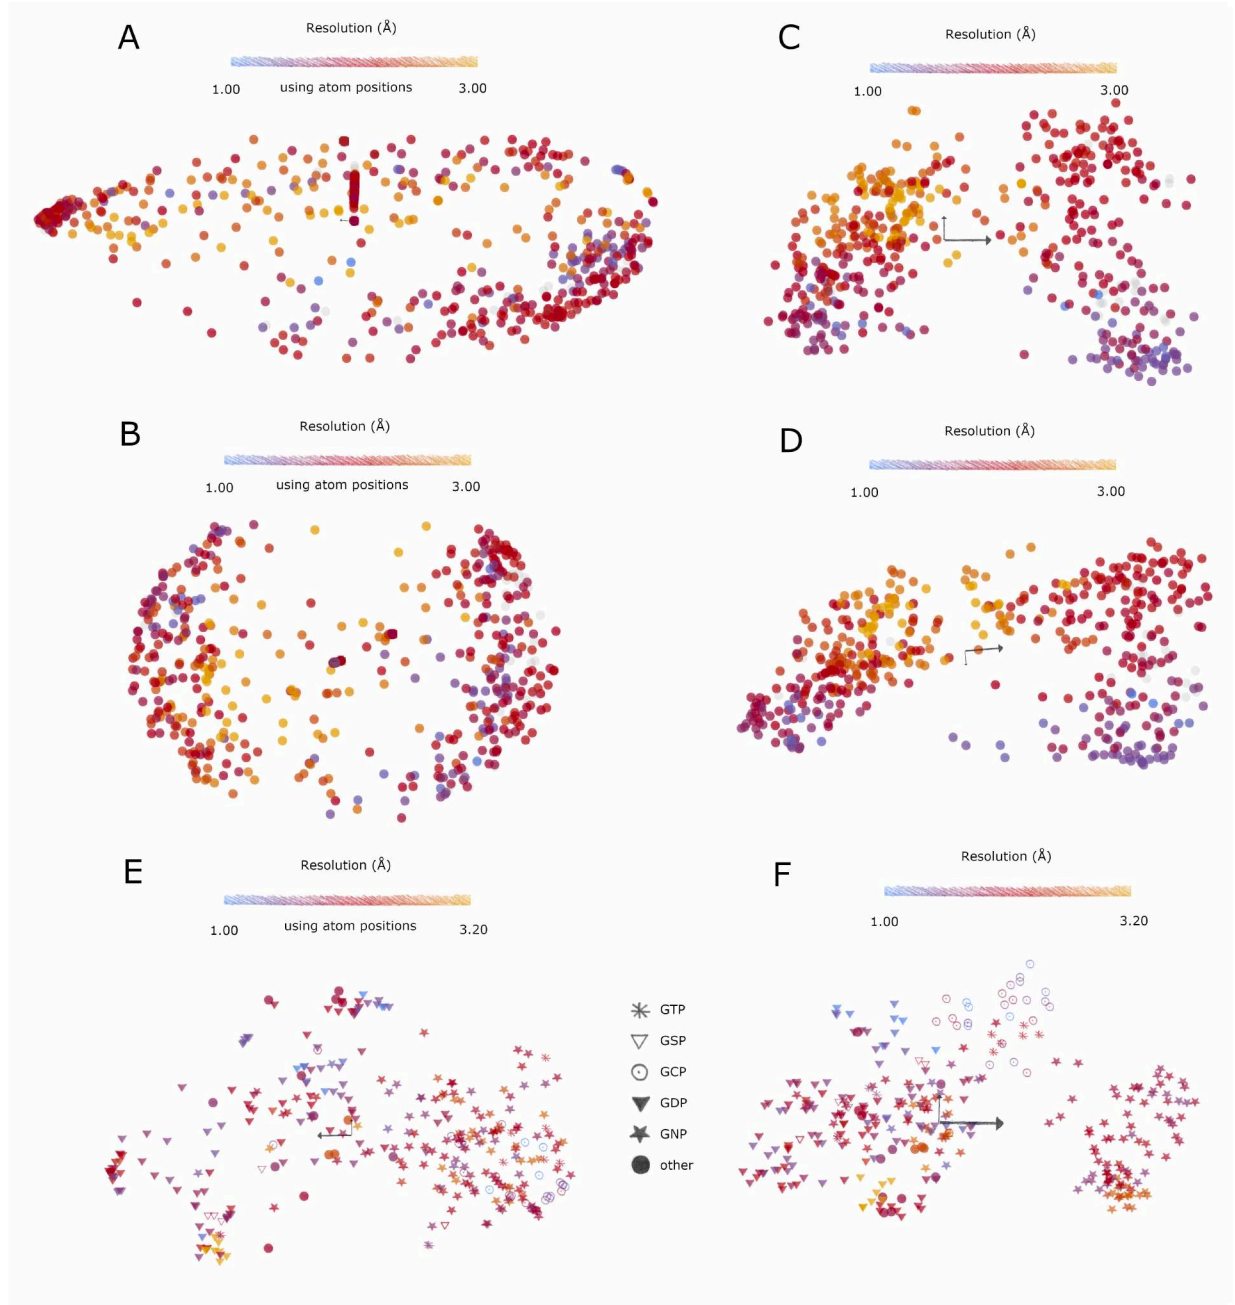 A
Resolution (Å)
1.00
using atom positions
3.00
C
Resolution (Å)
1.00
3.00
B
Resolution (Å)
1.00
using atom positions
3.00
D
Resolution (Å)
1.00
3.00
E
Resolution (Å)
1.00
using atom positions
3.20
GTP
GSP
GCP
GDP
GNP
other
F
Resolution (Å)
1.00
3.20